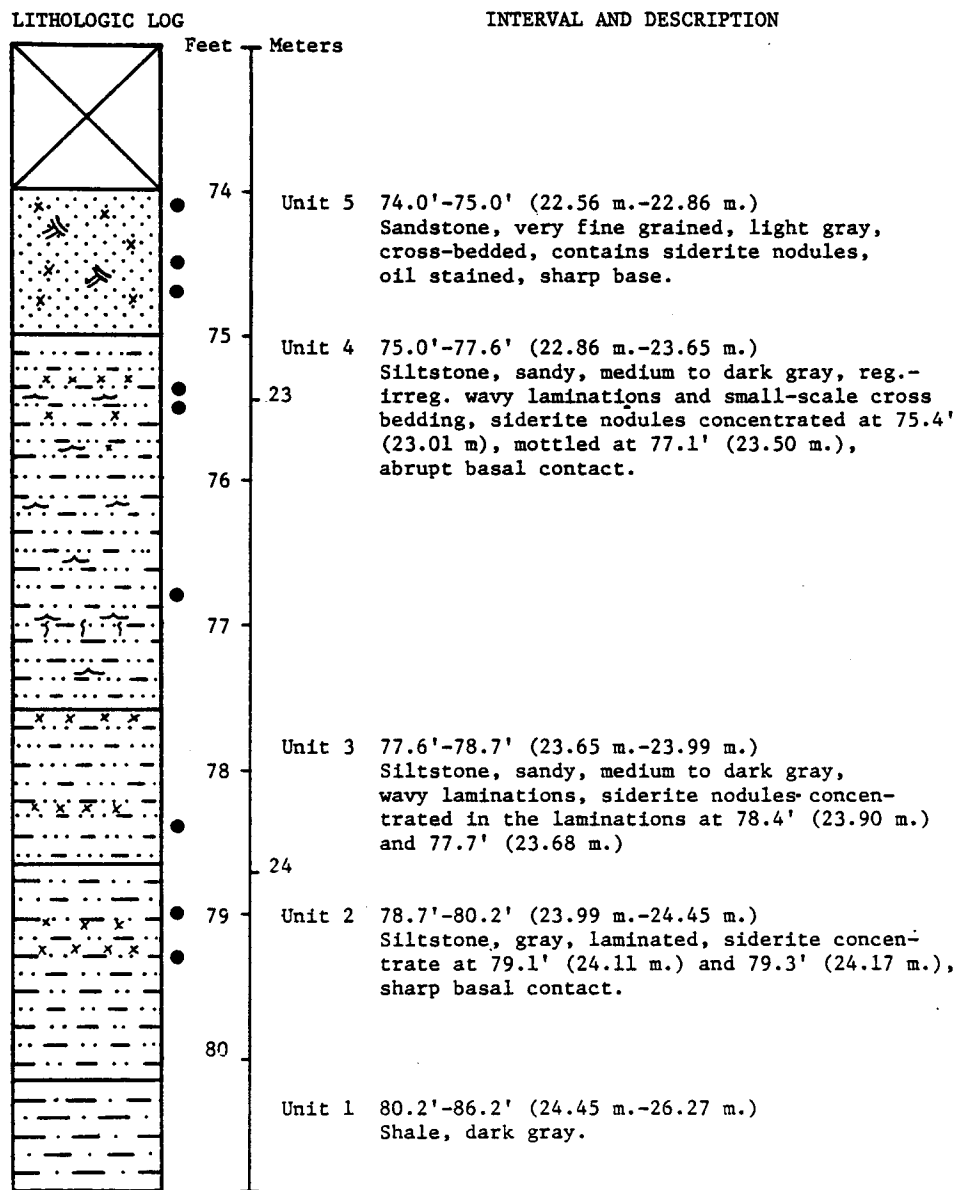 LITHOLOGIC LOG
INTERVAL AND DESCRIPTION
Feet
Meters
74
Unit 5 74.0'-75.0' (22.56 m.-22.86 m.)
Sandstone, very fine grained, light gray,
cross-bedded, contains siderite nodules,
oil stained, sharp base.
75
Unit 4 75.0'-77.6' (22.86 m.-23.65 m.)
Siltstone, sandy, medium to dark gray, reg.-
23
irreg. wavy laminations and small-scale cross
bedding, siderite nodules concentrated at 75.4'
(23.01 m), mottled at 77.1' (23.50 m.),
abrupt basal contact.
76
77
Unit 3 77.6'-78.7' (23.65 m.-23.99 m.)
78
Siltstone, sandy, medium to dark gray,
wavy laminations, siderite nodules concen-
trated in the laminations at 78.4' (23.90 m.)
and 77.7' (23.68 m.)
24
79
Unit 2 78.7'-80.2' (23.99 m.-24.45 m.)
Siltstone, gray, laminated, siderite concen-
trate at 79.1' (24.11 m.) and 79.3' (24.17 m.),
sharp basal contact.
80
Unit 1 80.2'-86.2' (24.45 m.-26.27 m.)
Shale, dark gray.